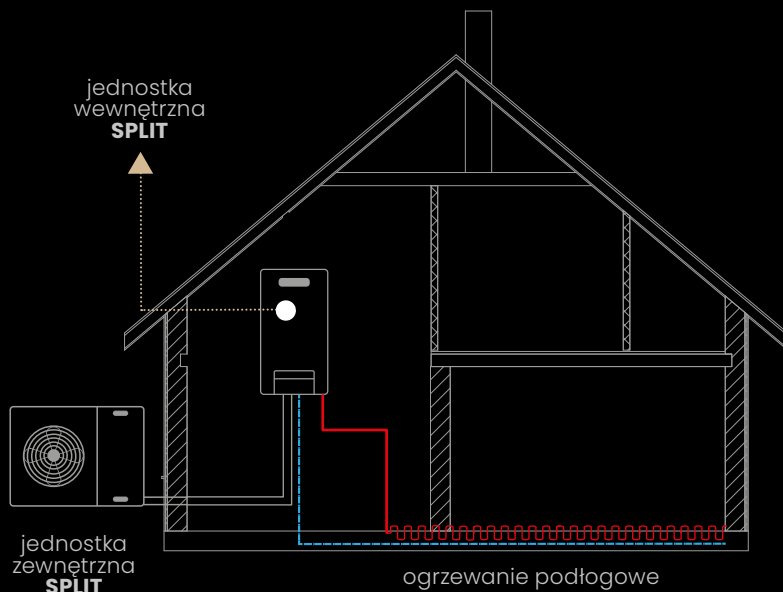 jednostka
wewnętrzna
SPLIT
jednostka
zewnętrzna
SPLIT
ogrzewanie podłogowe